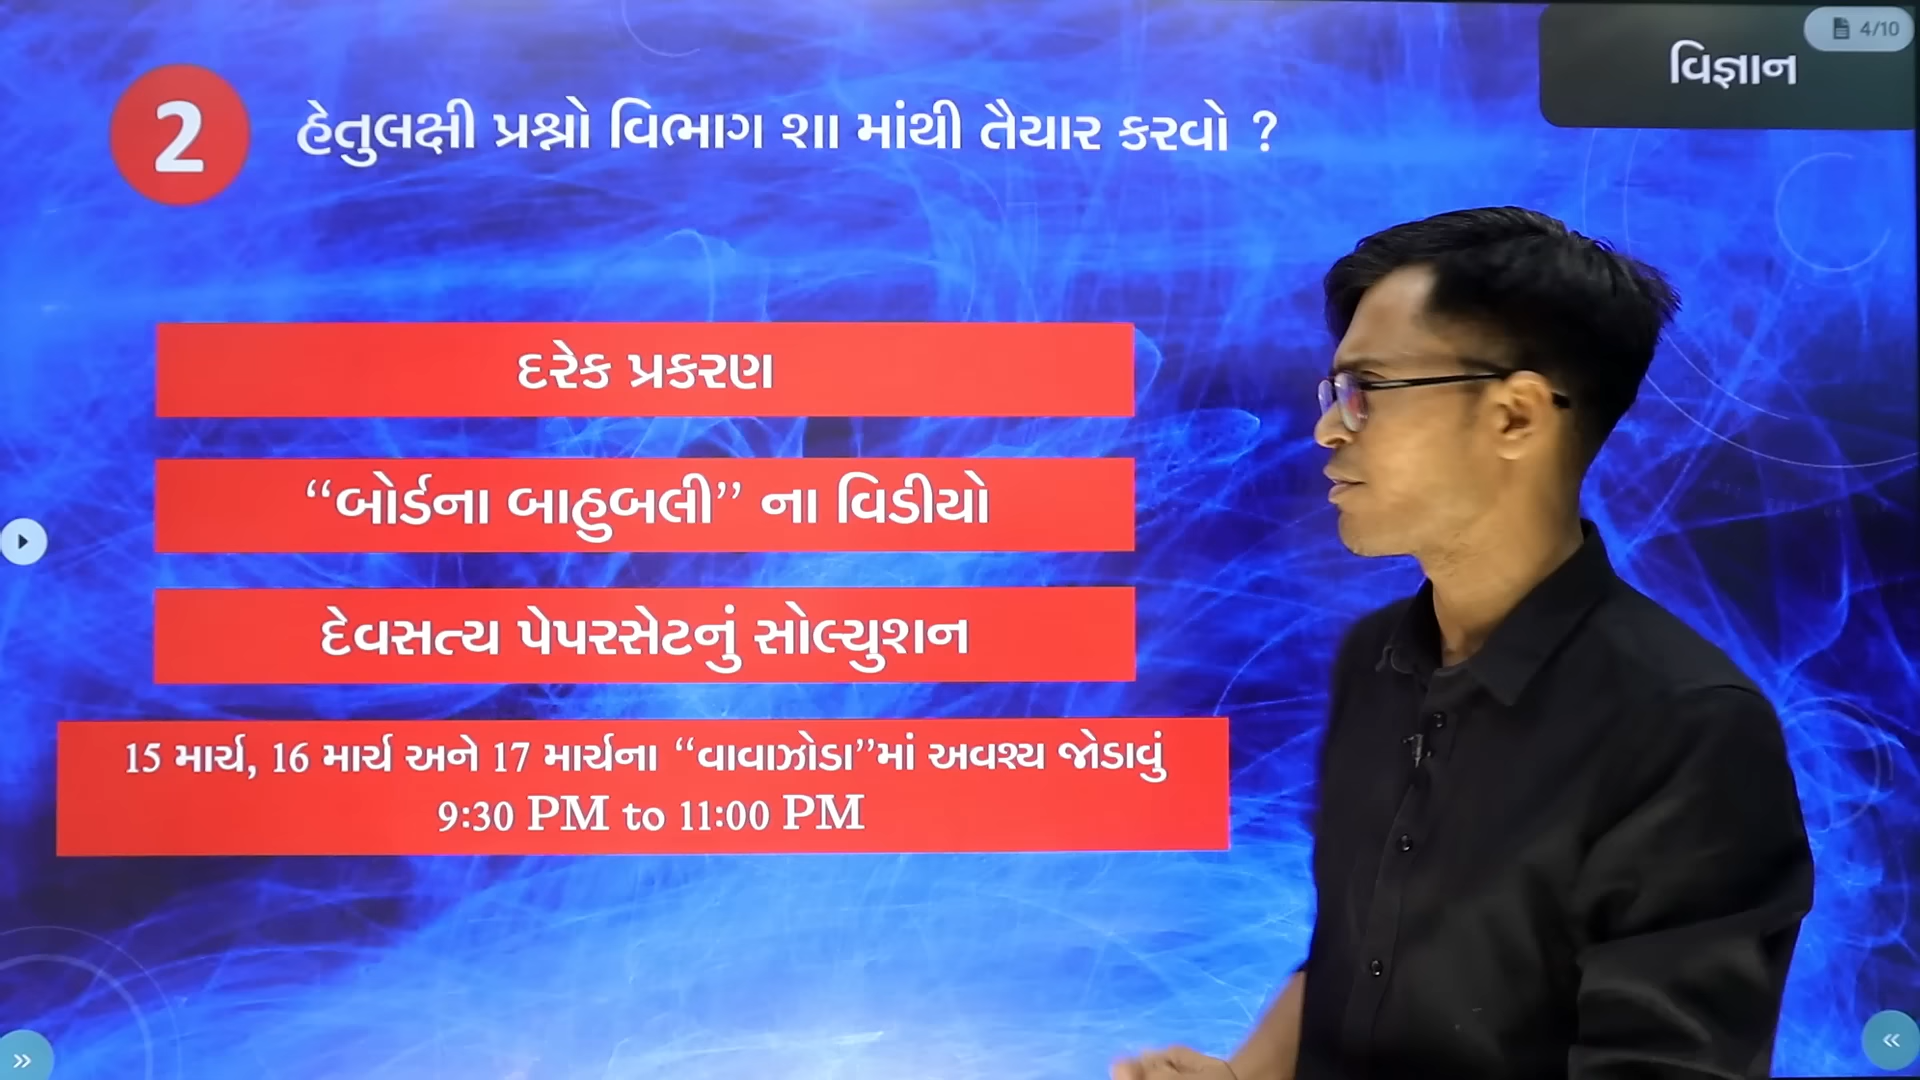 4/10
વિજ્ઞાન
2 હેતુલક્ષી પ્રશ્નો વિભાગ શા માંથી તૈયાર કરવો ?
દરેક પ્રકરણ
“બોર્ડના બાહુબલી” ના વિડીયો
દેવસત્ય પેપરસેટનું સોલ્યુશન
15 માર્ચ, 16 માર્ચ અને 17 માર્ચના “વાવાઝોડા”માં અવશ્ય જોડાવું
9:30 PM to 11:00 PM